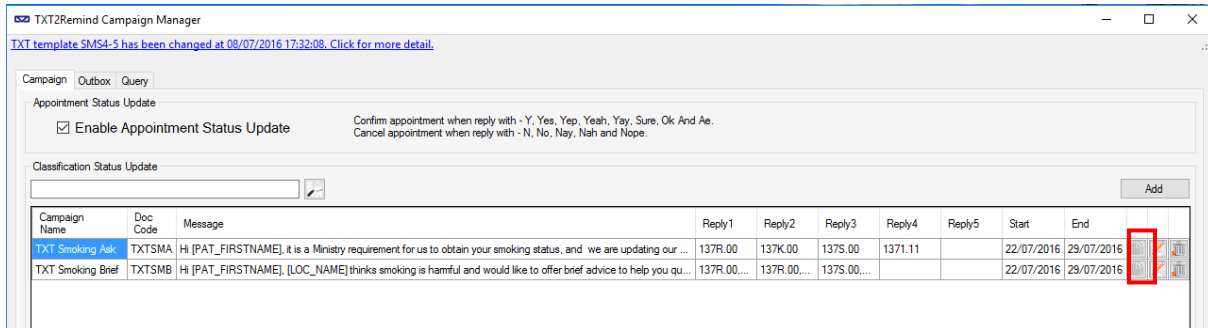 TXT2Remind Campaign Manager
TXT template SMS4-5 has been changed at 08/07/2016 17:32:08. Click for more detail.
Campaign Outbox Query
Appointment Status Update
Enable Appointment Status Update
Confirm appointment when reply with - Y, Yes, Yep, Yeah, Yay, Sure, Ok And Ae.
Cancel appointment when reply with - N, No, Nay, Nah and Nope.
Classification Status Update
Add
Campaign Name Doc Code Message Reply1 Reply2 Reply3 Reply4 Reply5 Start End
TXT Smoking Ask TXTSMA Hi [PAT_FIRSTNAME], it is a Ministry requirement for us to obtain your smoking status, and we are updating our ... 137R.00 137K.00 137S.00 1371.11 22/07/2016 29/07/2016
TXT Smoking Brief TXTSMB Hi [PAT_FIRSTNAME], [LOC_NAME] thinks smoking is harmful and would like to offer brief advice to help you qu... 137R.00,... 137R.00,... 137S.00,... 22/07/2016 29/07/2016